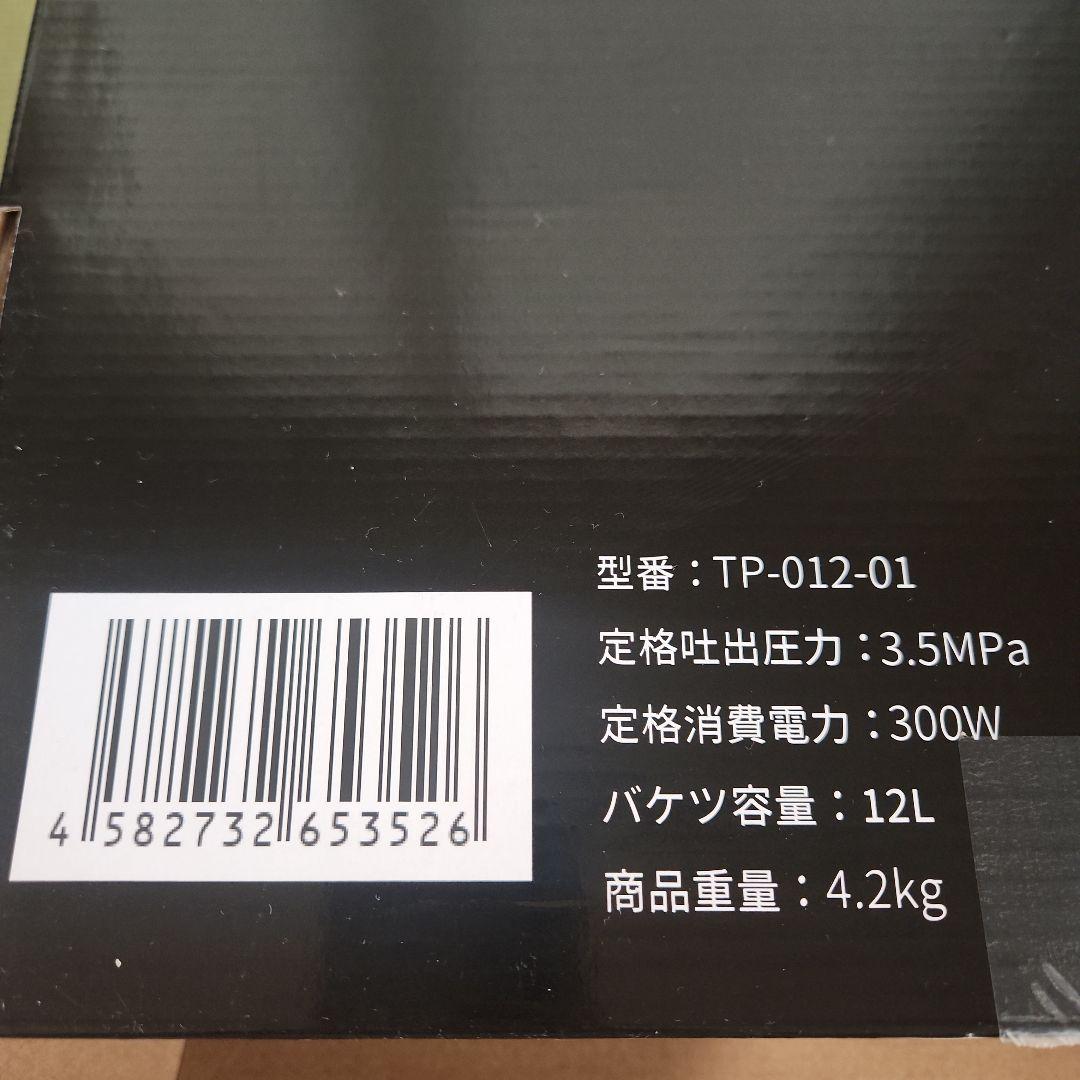 型番：TP-012-01
定格吐出圧力：3.5MPa
定格消費電力：300W
バケツ容量：12L
商品重量：4.2kg
4 582732 653526